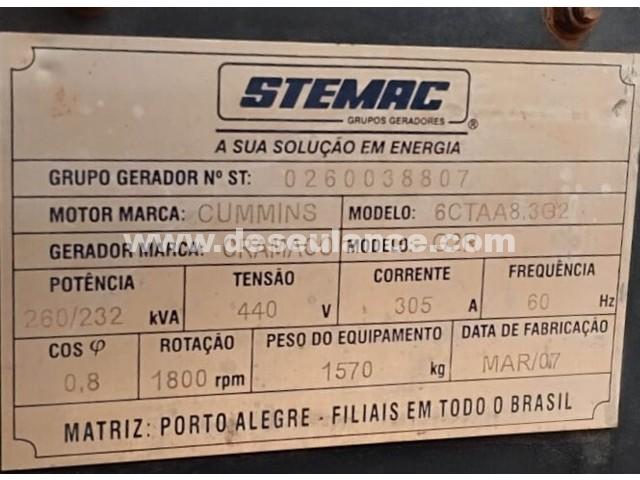 STEMAC
GRUPOS GERADORES
®
A SUA SOLUÇÃO EM ENERGIA
GRUPO GERADOR Nº ST: 0260038807
MOTOR MARCA: CUMMINS MODELO: 6CTAA8.3G2
www.deseulance.com.br
GERADOR MARCA: CRAMACO MODELO:
POTÊNCIA TENSÃO CORRENTE FREQUÊNCIA
260/232 kVA 440 V 305 A 60 Hz
COS φ ROTAÇÃO PESO DO EQUIPAMENTO DATA DE FABRICAÇÃO
0,8 1800 rpm 1570 kg MAR/07
MATRIZ: PORTO ALEGRE - FILIAIS EM TODO O BRASIL